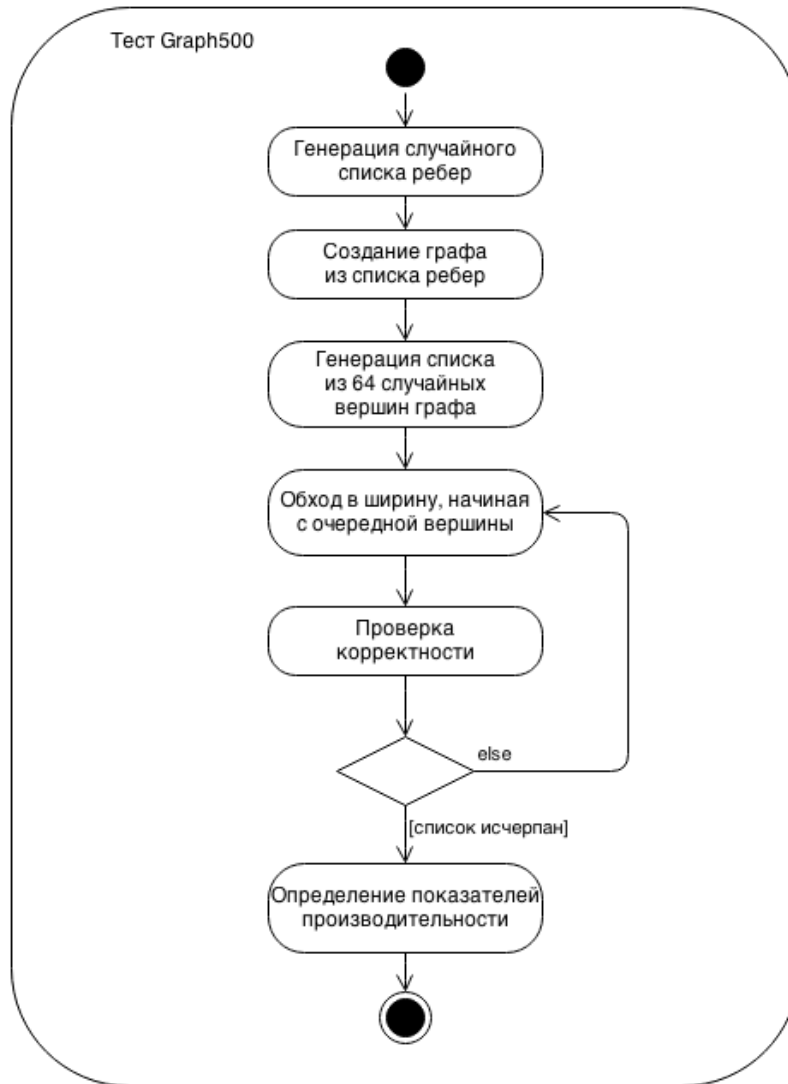 Тест Graph500
Генерация случайного
списка ребер
Создание графа
из списка ребер
Генерация списка
из 64 случайных
вершин графа
Обход в ширину, начиная
с очередной вершины
Проверка
корректности
else
[список исчерпан]
Определение показателей
производительности